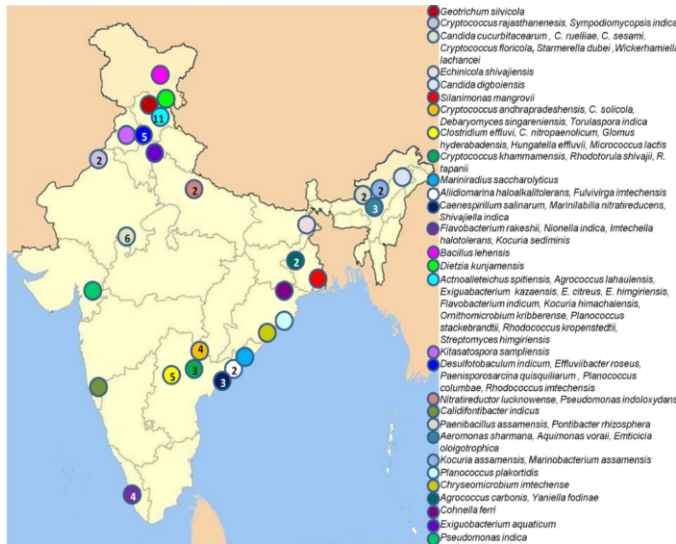 Geotrichum silvicola
Cryptococcus rajasthanenesis, Sympodiomycopsis indica
Candida cucurbitacearum , C. ruelliae, C. sesami,
Cryptococcus floricola, Starmerella dubei ,Wickerhamiella
lachancei
Echinicola shivajiensis
Candida digboiensis
Silanimonas mangrovii
Cryptococcus andhrapradeshensis, C. solicola,
Debaryomyces singareniensis, Torulaspora indica
Clostridium effluvi, C. nitropaenolicum, Glomus
hyderabadensis, Hungatella effluvii, Micrococcus lactis
Cryptococcus khammamensis, Rhodotorula shivajii, R.
tapanii
Mariniradius saccharolyticus
Aliidiomarina haloalkalitolerans, Fulvivirga imtechensis
Caenespirillum salinarum, Marinilabilia nitratireducens,
Shivajiella indica
Flavobacterium rakeshii, Nionella indica, Imtechella
halotolerans, Kocuria sediminis
Bacillus lehensis
Dietzia kunjamensis
Actnoalleteichus spitiensis, Agrococcus lahaulensis,
Exiguabacterium kazaensis, E. citreus, E. himgiriensis,
Flavobacterium indicum, Kocuria himachalensis,
Ornithomicrobium kribberense, Planococcus
stackebrandtii, Rhodococcus kropenstedtii,
Streptomyces himgiriensis
Kitasatospora sampliensis
Desulfotobaculum indicum, Effluviibacter roseus,
Paenisporosarcina quisquiliarum , Planococcus
columbae, Rhodococcus imtechensis
Nitratireductor lucknowense, Pseudomonas indoloxydans
Calidifontibacter indicus
Paenibacillus assamensis, Pontibacter rhizosphera
Aeromonas sharmana, Aquimonas voraii, Emticicia
oloigotrophica
Kocuria assamensis, Marinobacterium assamensis
Planococcus plakortidis
Chryseomicrobium imtechense
Agrococcus carbonis, Yaniella fodinae
Cohnella ferri
Exiguobacterium aquaticum
Pseudomonas indica
11
5
2
2
2 2
3
6
2
4
3
5
2
3
4